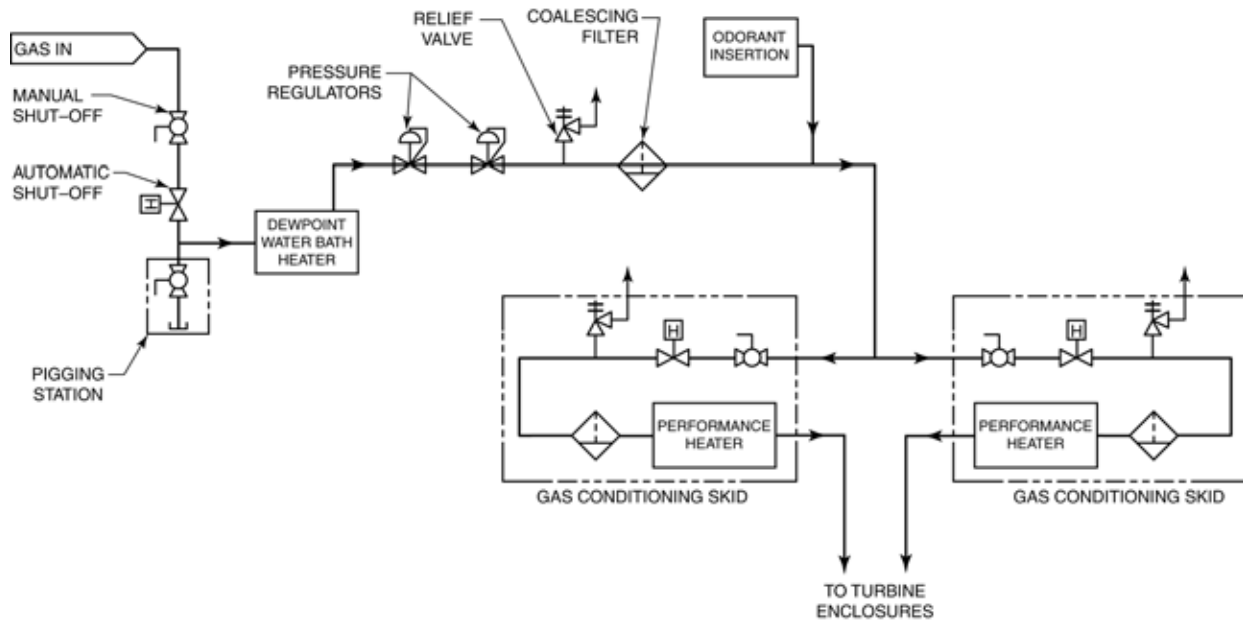 GAS IN
MANUAL
SHUT-OFF
AUTOMATIC
SHUT-OFF
H
PIGGING
STATION
DEWPOINT
WATER BATH
HEATER
PRESSURE
REGULATORS
RELIEF
VALVE
COALESCING
FILTER
ODORANT
INSERTION
H
PERFORMANCE
HEATER
GAS CONDITIONING SKID
H
PERFORMANCE
HEATER
GAS CONDITIONING SKID
TO TURBINE
ENCLOSURES